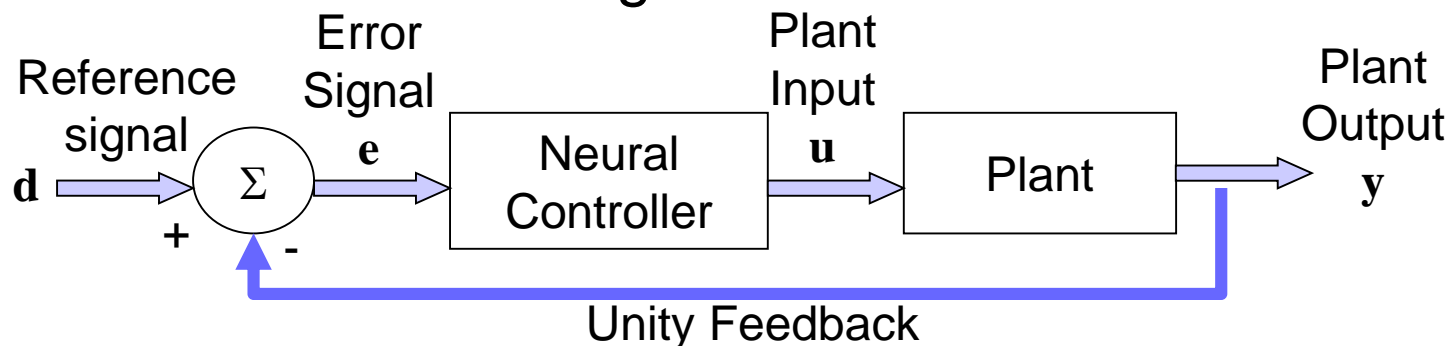 Reference
signal
d
+
-
Σ
Error
Signal
e
Neural
Controller
Plant
Input
u
Plant
Plant
Output
y
Unity Feedback